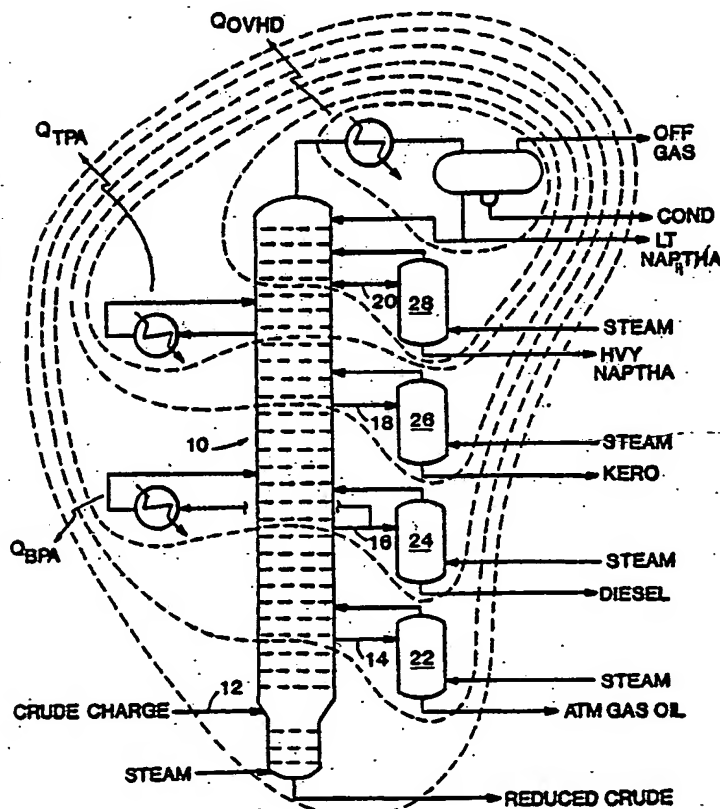 QOVHD
QTPA
OFF
GAS
COND
LT
NAPTHA
20
28
STEAM
HVY
NAPTHA
18
26
STEAM
10
KERO
QBPA
16
24
STEAM
DIESEL
14
22
STEAM
12
CRUDE CHARGE
ATM GAS OIL
STEAM
REDUCED CRUDE